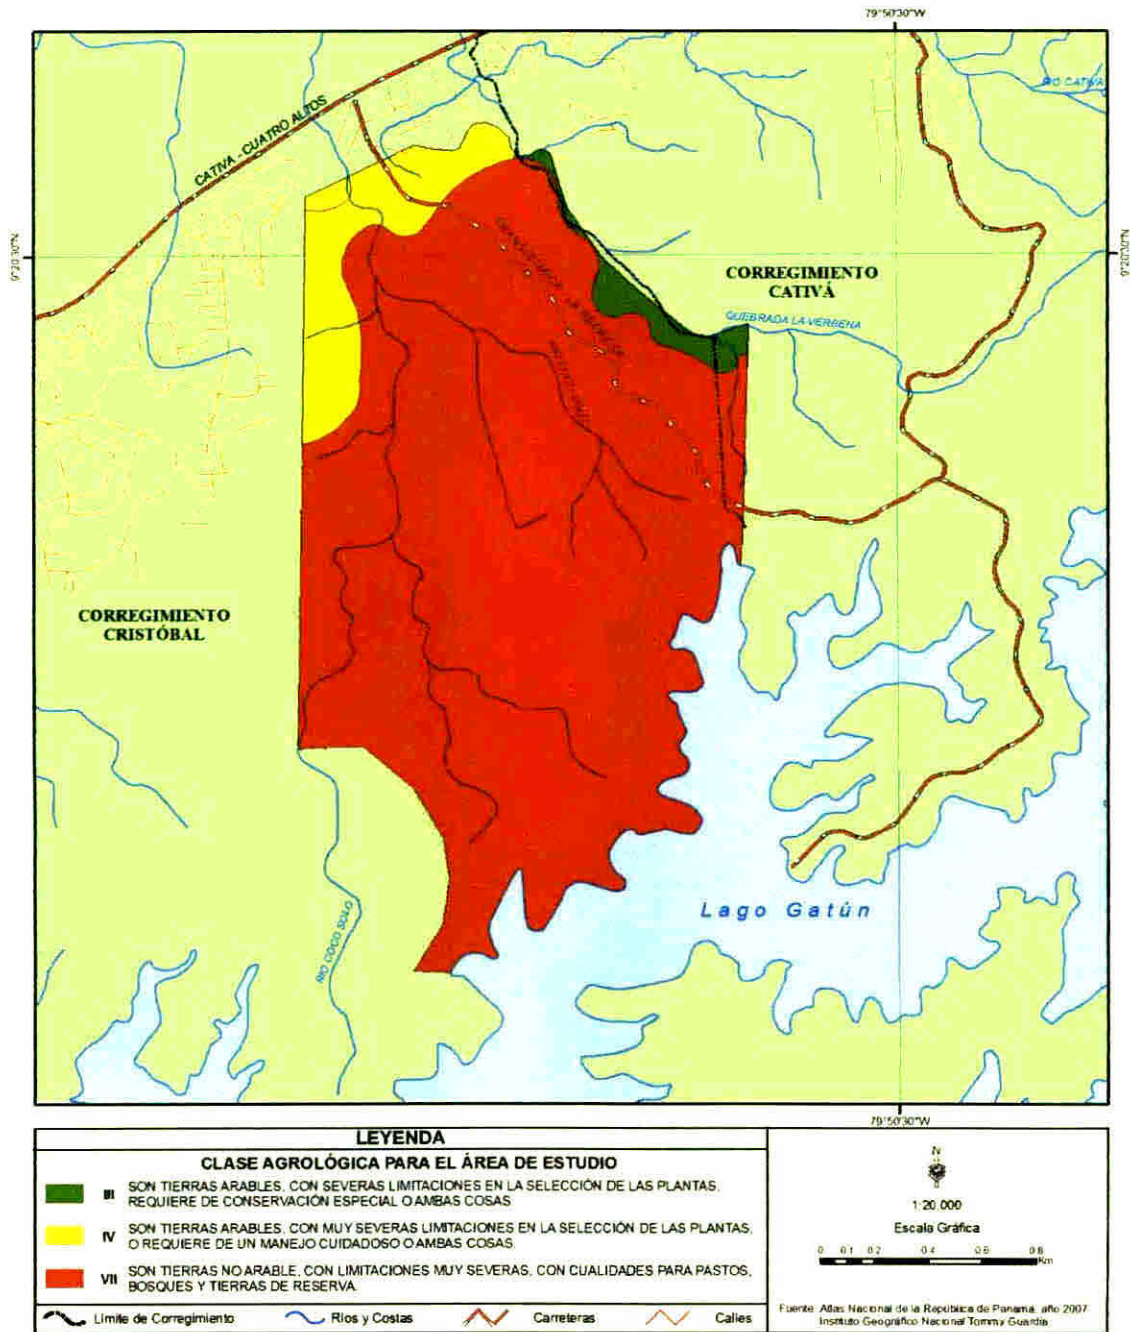 79°50'30"W
CATIVA - CUATRO ALTOS
RIO CATIVA
9°20'30"N
9°20'30"N
CORREGIMIENTO
CATIVÁ
QUEBRADA LA VERBENA
CORREGIMIENTO
CRISTÓBAL
RIO COCO SOLO
Lago Gatún
79°50'30"W
LEYENDA
CLASE AGROLÓGICA PARA EL ÁREA DE ESTUDIO
III SON TIERRAS ARABLES, CON SEVERAS LIMITACIONES EN LA SELECCIÓN DE LAS PLANTAS,
REQUIERE DE CONSERVACIÓN ESPECIAL O AMBAS COSAS
IV SON TIERRAS ARABLES, CON MUY SEVERAS LIMITACIONES EN LA SELECCIÓN DE LAS PLANTAS,
O REQUIERE DE UN MANEJO CUIDADOSO O AMBAS COSAS.
VII SON TIERRAS NO ARABLE, CON LIMITACIONES MUY SEVERAS, CON CUALIDADES PARA PASTOS,
BOSQUES Y TIERRAS DE RESERVA
Límite de Corregimiento
Ríos y Costas
Carreteras
Calles
N
1:20,000
Escala Gráfica
0 0.1 0.2 0.4 0.6 0.8
Km
Fuente: Atlas Nacional de la República de Panamá, año 2007
Instituto Geográfico Nacional Tommy Guardia